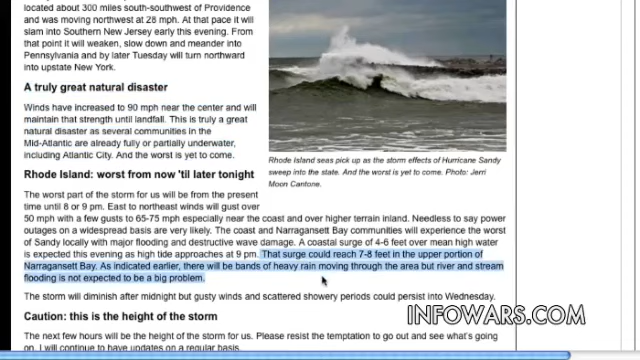 located about 300 miles south-southwest of Providence
and was moving northwest at 28 mph. At that pace it will
slam into Southern New Jersey early this evening. From
that point it will weaken, slow down and meander into
Pennsylvania and by later Tuesday will turn northward
into upstate New York.
A truly great natural disaster
Winds have increased to 90 mph near the center and will
maintain that strength until landfall. This is truly a great
natural disaster as several communities in the
Mid-Atlantic are already fully or partially underwater,
including Atlantic City. And the worst is yet to come.
Rhode Island seas pick up as the storm effects of Hurricane Sandy
sweep into the state. And the worst is yet to come. Photo: Jerri
Moon Cantone.
Rhode Island: worst from now 'til later tonight
The worst part of the storm for us will be from the present
time until 8 or 9 pm. East to northeast winds will gust over
50 mph with a few gusts to 65-75 mph especially near the coast and over higher terrain inland. Needless to say power
outages on a widespread basis are very likely. The coast and Narragansett Bay communities will experience the worst
of Sandy locally with major flooding and destructive wave damage. A coastal surge of 4-6 feet over mean high water
is expected this evening as high tide approaches at 9 pm. That surge could reach 7-8 feet in the upper portion of
Narragansett Bay. As indicated earlier, there will be bands of heavy rain moving through the area but river and stream
flooding is not expected to be a big problem.
The storm will diminish after midnight but gusty winds and scattered showery periods could persist into Wednesday.
Caution: this is the height of the storm
The next few hours will be the height of the storm for us. Please resist the temptation to go out and see what's going
on. I will continue to have updates on a regular basis.
INFOWARS.COM